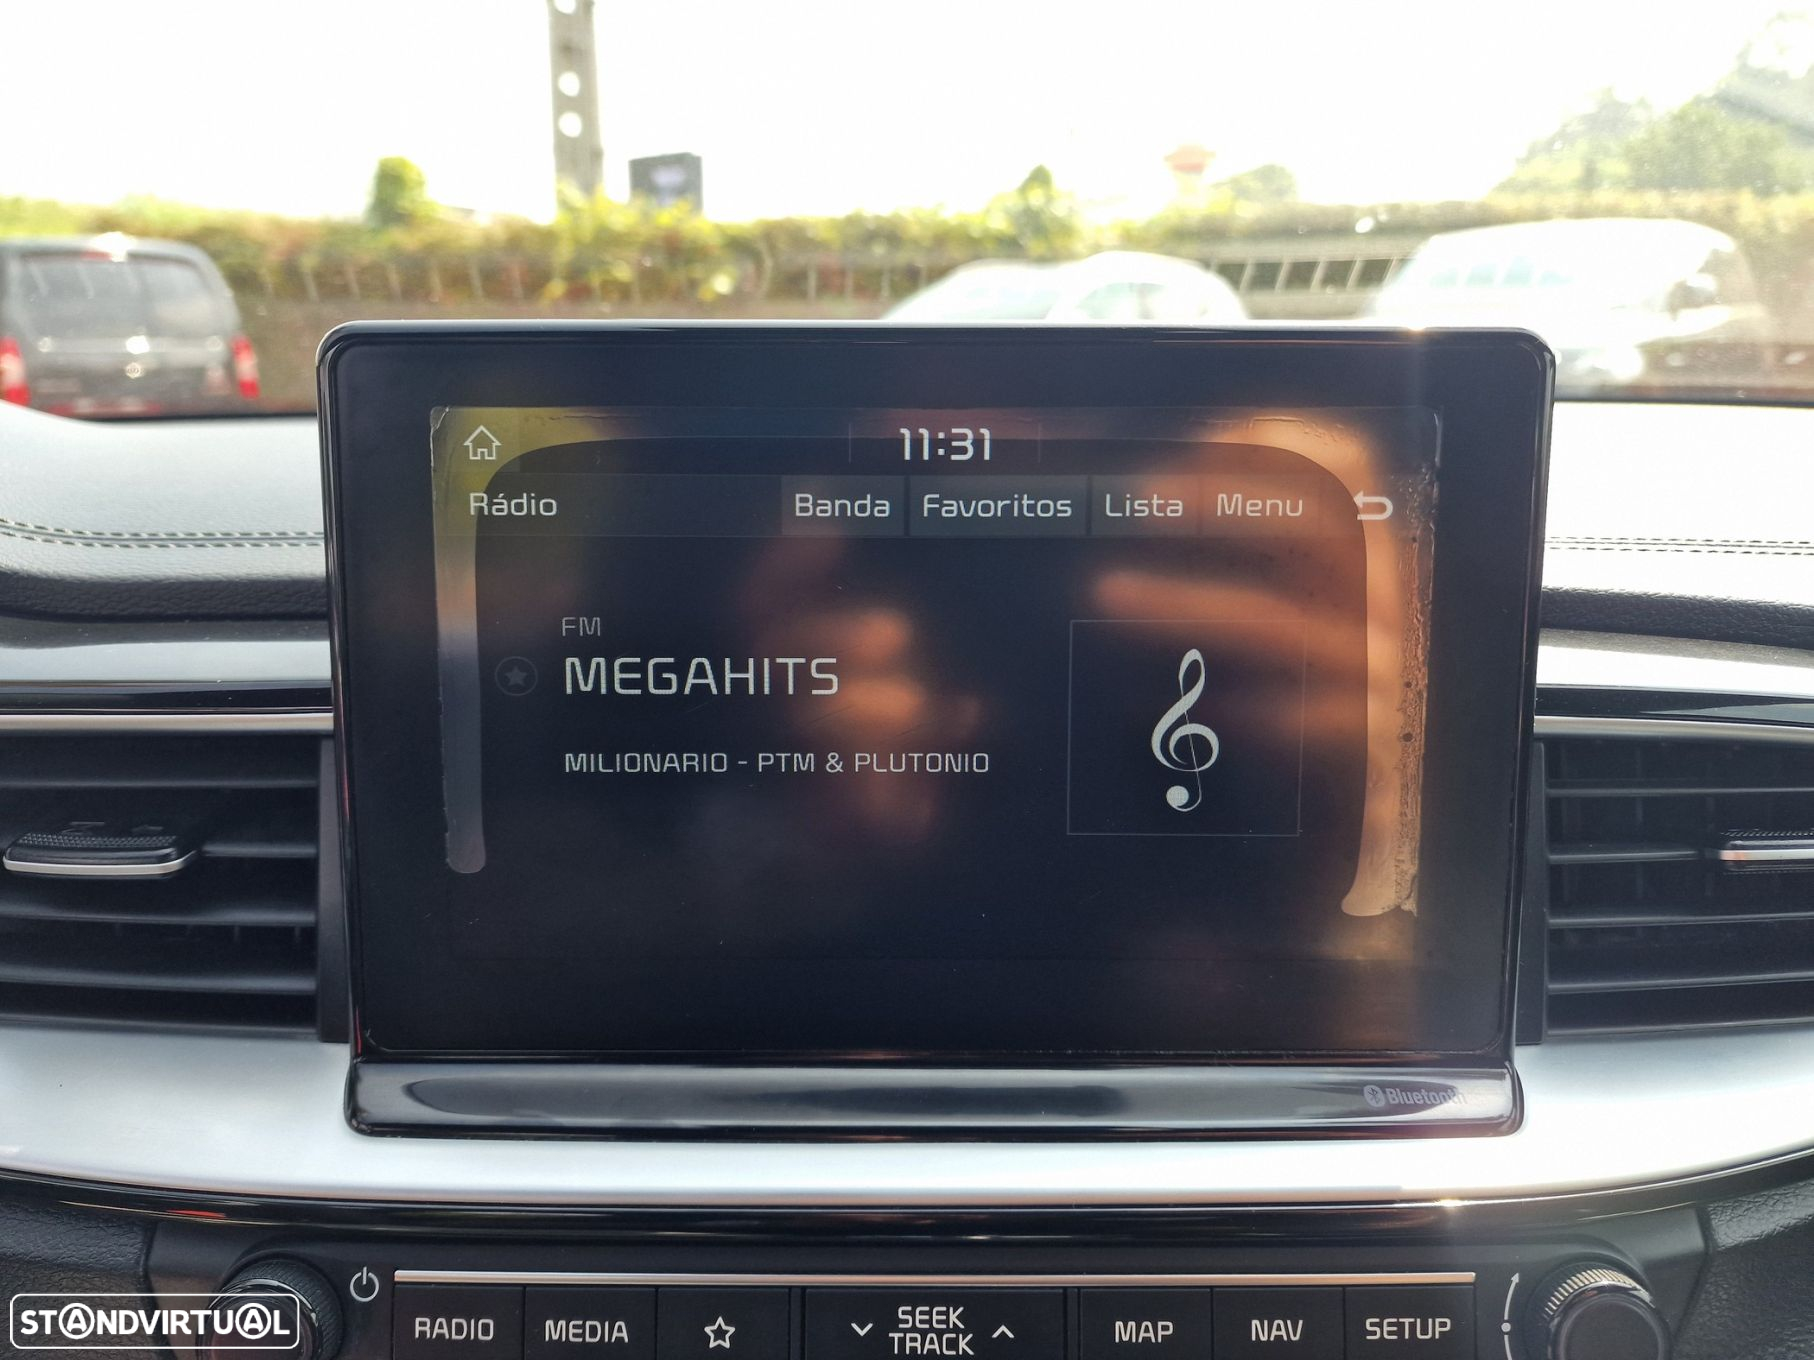 11:31
Rádio Banda Favoritos Lista Menu
FM
MEGAHITS
MILIONARIO - PTM & PLUTONIO
Bluetooth
RADIO MEDIA SEEK TRACK MAP NAV SETUP
STANDVIRTUAL